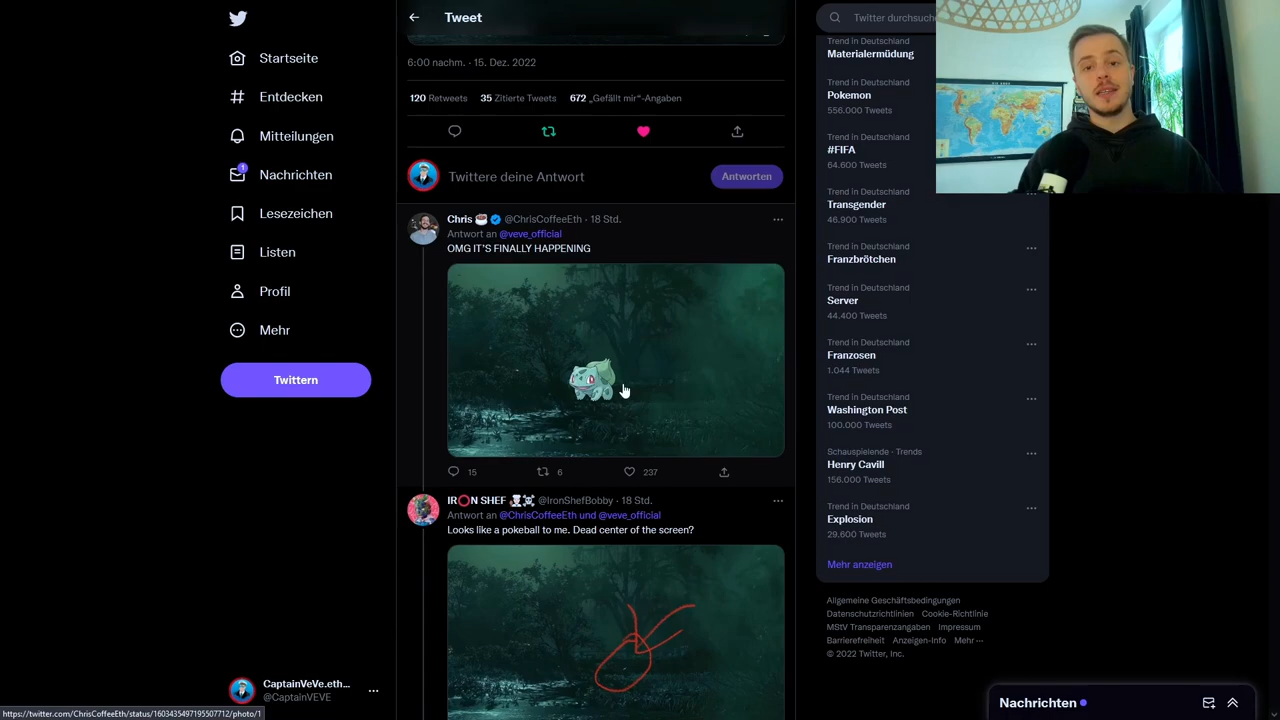 Startseite
Entdecken
Mitteilungen
1
Nachrichten
Lesezeichen
Listen
Profil
Mehr
Twittern
CaptainVeVe.eth...
@CaptainVEVE
Tweet
6:00 nachm. · 15. Dez. 2022
120 Retweets 35 Zitierte Tweets 672 „Gefällt mir“-Angaben
Twittere deine Antwort
Antworten
Chris @ChrisCoffeeEth · 18 Std.
Antwort an @veve_official
OMG IT'S FINALLY HAPPENING
15 6 237
IR⭕N SHEF @IronShefBobby · 18 Std.
Antwort an @ChrisCoffeeEth und @veve_official
Looks like a pokeball to me. Dead center of the screen?
Twitter durchsuche
Trend in Deutschland
Materialermüdung
Trend in Deutschland
Pokemon
556.000 Tweets
Trend in Deutschland
#FIFA
64.600 Tweets
Trend in Deutschland
Transgender
46.900 Tweets
Trend in Deutschland
Franzbrötchen
Trend in Deutschland
Server
44.400 Tweets
Trend in Deutschland
Franzosen
1.044 Tweets
Trend in Deutschland
Washington Post
100.000 Tweets
Schauspielende · Trends
Henry Cavill
156.000 Tweets
Trend in Deutschland
Explosion
29.600 Tweets
Mehr anzeigen
Allgemeine Geschäftsbedingungen
Datenschutzrichtlinien Cookie-Richtlinie
MStV Transparenzangaben Impressum
Barrierefreiheit Anzeigen-Info Mehr ···
© 2022 Twitter, Inc.
Nachrichten
https://twitter.com/ChrisCoffeeEth/status/1603435497195507712/photo/1